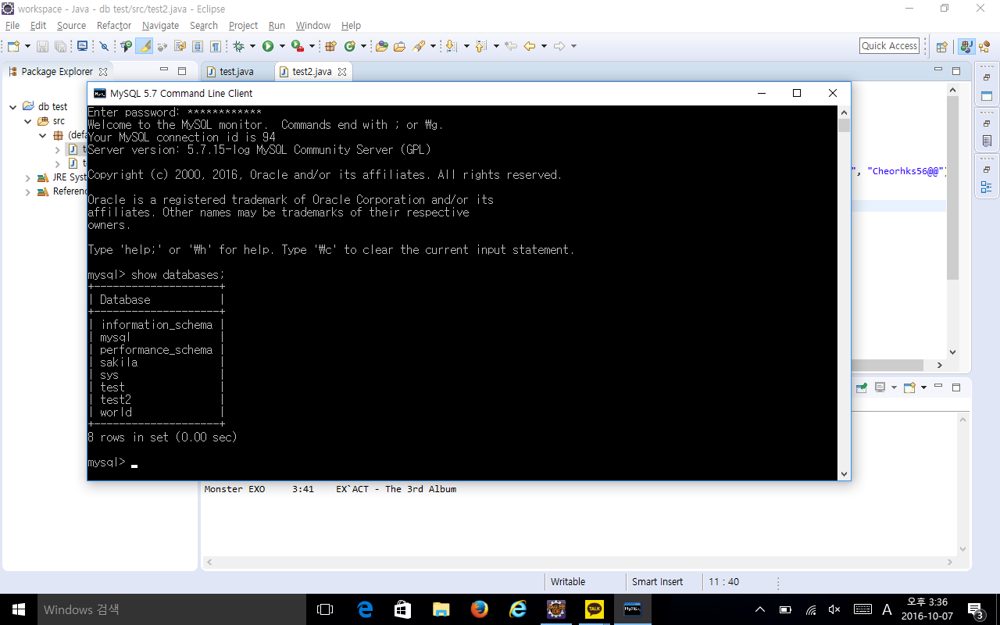 workspace - Java - db test/src/test2.java - Eclipse
File Edit Source Refactor Navigate Search Project Run Window Help
Quick Access
Package Explorer
test.java
test2.java
MySQL 5.7 Command Line Client
db test
src
(defa
JRE Syst
Referenc
Enter password: ************
Welcome to the MySQL monitor.  Commands end with ; or ₩g.
Your MySQL connection id is 94
Server version: 5.7.15-log MySQL Community Server (GPL)
Copyright (c) 2000, 2016, Oracle and/or its affiliates. All rights reserved.
Oracle is a registered trademark of Oracle Corporation and/or its
affiliates. Other names may be trademarks of their respective
owners.
Type 'help;' or '₩h' for help. Type '₩c' to clear the current input statement.
mysql> show databases;
+--------------------+
| Database           |
+--------------------+
| information_schema |
| mysql              |
| performance_schema |
| sakila             |
| sys                |
| test               |
| test2              |
| world              |
+--------------------+
8 rows in set (0.00 sec)
mysql>
", "Cheorhks56@@"
Monster EXO 3:41 EX`ACT - The 3rd Album
Writable
Smart Insert
11 : 40
Windows 검색
Java EE
IDE
TALK
MySQL
A
오후 3:36
2016-10-07
3